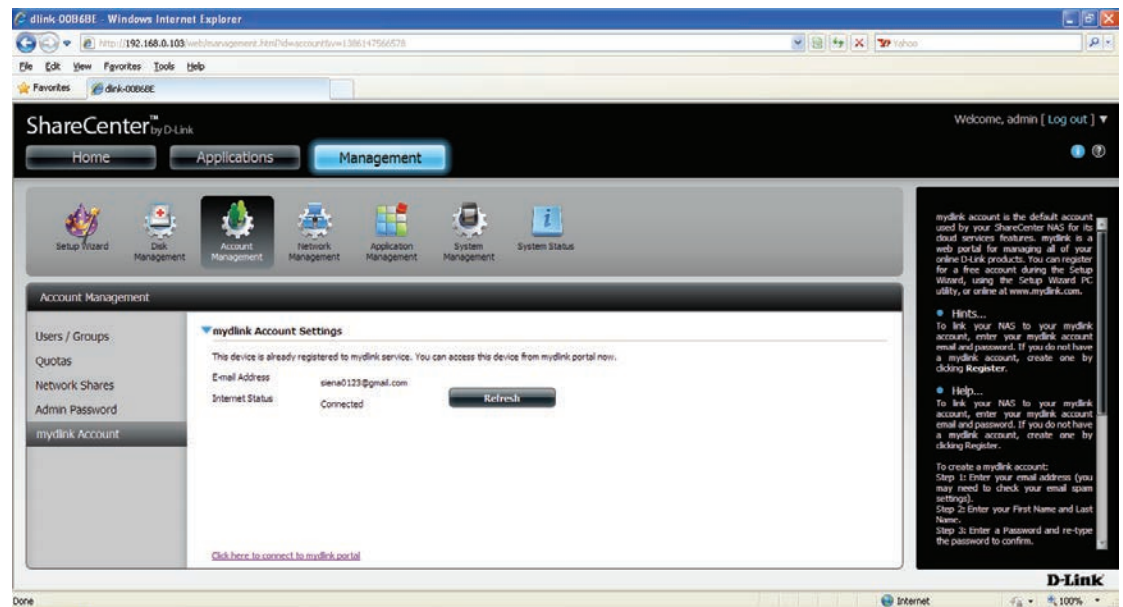 dlink-00B6BE - Windows Internet Explorer
http://192.168.0.103/web/management.html?id=account&v=1386147566578
Yahoo
File Edit View Favorites Tools Help
Favorites dlink-00B6BE
ShareCenter™ by D-Link
Welcome, admin [ Log out ]
Home Applications Management
Setup Wizard
Disk Management
Account Management
Network Management
Application Management
System Management
System Status
Account Management
Users / Groups
Quotas
Network Shares
Admin Password
mydlink Account
mydlink Account Settings
This device is already registered to mydlink service. You can access this device from mydlink portal now.
E-mail Address siena0123@gmail.com
Internet Status Connected
Refresh
Click here to connect to mydlink portal
mydlink account is the default account
used by your ShareCenter NAS for its
cloud services features. mydlink is a
web portal for managing all of your
online D-Link products. You can register
for a free account during the Setup
Wizard, using the Setup Wizard PC
utility, or online at www.mydlink.com.
Hints...
To link your NAS to your mydlink
account, enter your mydlink account
email and password. If you do not have
a mydlink account, create one by
clicking Register.
Help...
To link your NAS to your mydlink
account, enter your mydlink account
email and password. If you do not have
a mydlink account, create one by
clicking Register.
To create a mydlink account:
Step 1: Enter your email address (you
may need to check your email spam
settings).
Step 2: Enter your First Name and Last
Name.
Step 3: Enter a Password and re-type
the password to confirm.
D-Link
Done
Internet
100%